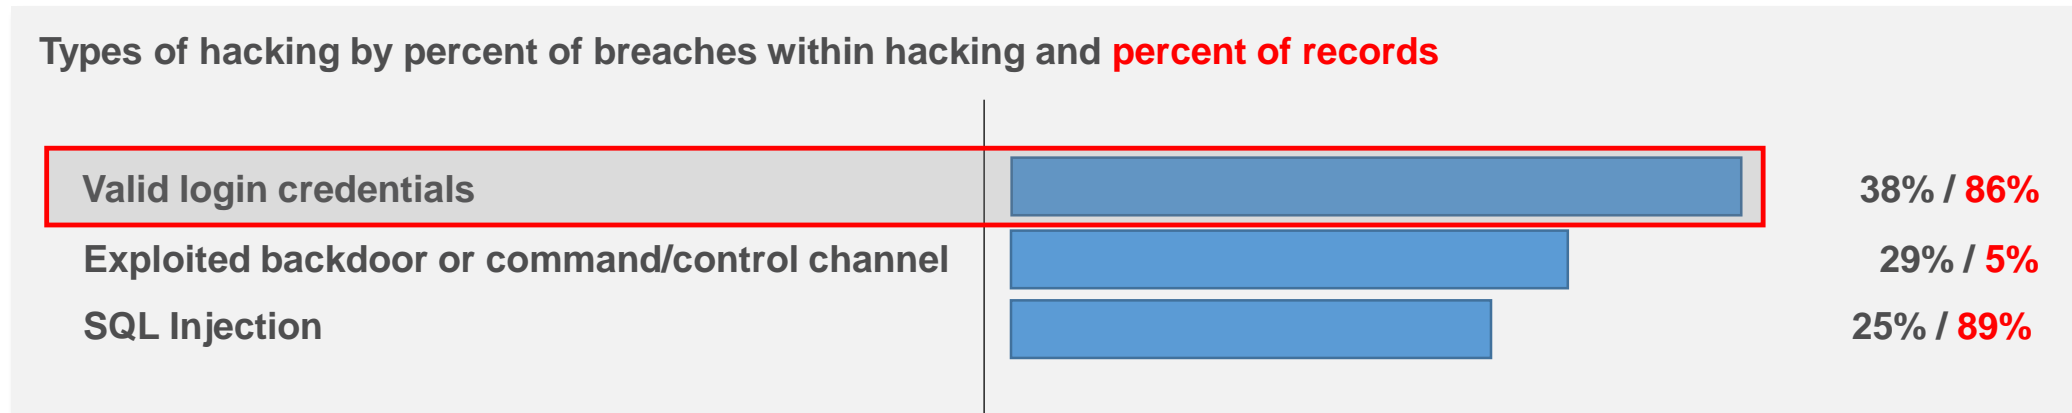 Types of hacking by percent of breaches within hacking and percent of records
Valid login credentials 38% / 86%
Exploited backdoor or command/control channel 29% / 5%
SQL Injection 25% / 89%